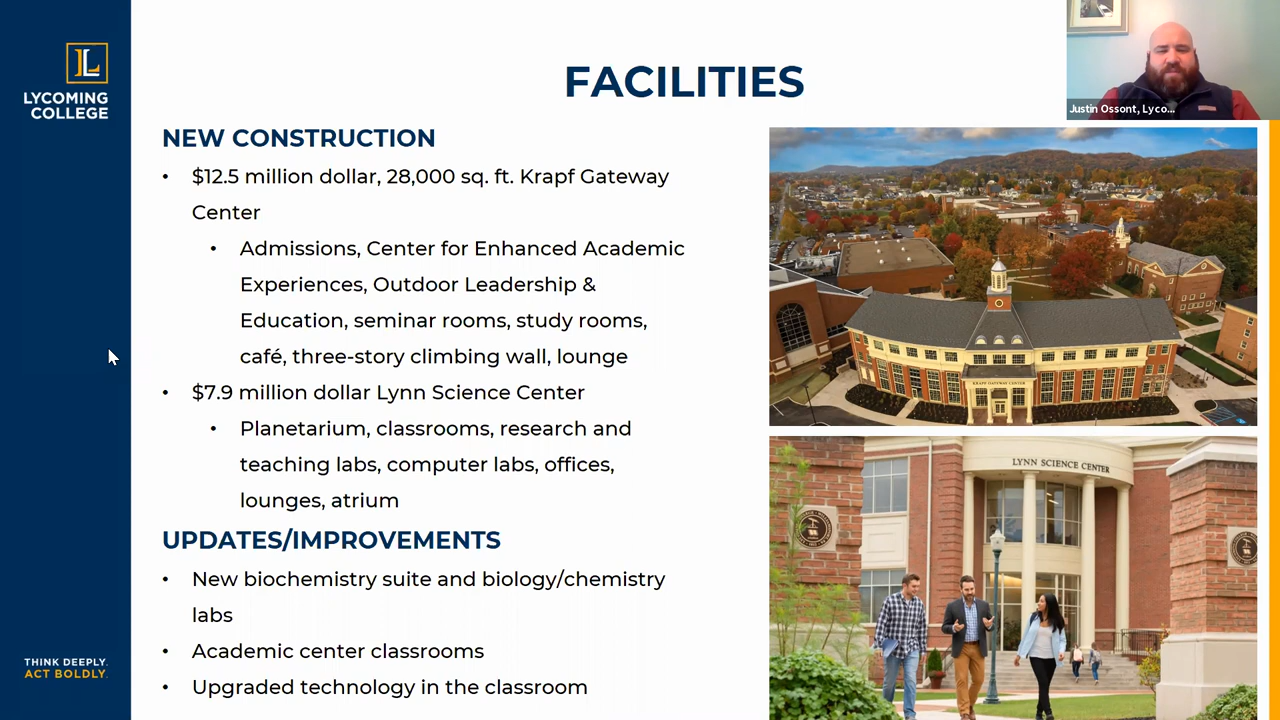 LYCOMING
COLLEGE
FACILITIES
Justin Ossont, Lyco...
NEW CONSTRUCTION
• $12.5 million dollar, 28,000 sq. ft. Krapf Gateway
Center
• Admissions, Center for Enhanced Academic
Experiences, Outdoor Leadership &
Education, seminar rooms, study rooms,
café, three-story climbing wall, lounge
• $7.9 million dollar Lynn Science Center
• Planetarium, classrooms, research and
teaching labs, computer labs, offices,
lounges, atrium
UPDATES/IMPROVEMENTS
• New biochemistry suite and biology/chemistry
labs
• Academic center classrooms
• Upgraded technology in the classroom
KRAPF GATEWAY CENTER
LYNN SCIENCE CENTER
THINK DEEPLY.
ACT BOLDLY.